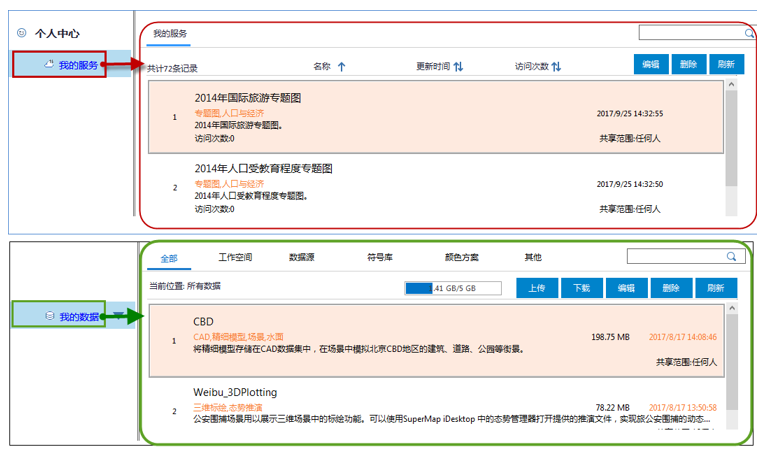 个人中心
我的服务
我的服务
共计72条记录 名称 更新时间 访问次数 编辑 删除 刷新
2014年国际旅游专题图
专题图,人口与经济
1 2014年国际旅游专题图。 2017/9/25 14:32:55
访问次数:0 共享范围:任何人
2014年人口受教育程度专题图
专题图,人口与经济 2017/9/25 14:32:50
2 2014年人口受教育程度专题图。
访问次数:0 共享范围:任何人
我的数据
全部 工作空间 数据源 符号库 颜色方案 其他
当前位置: 所有数据 .41 GB/5 GB 上传 下载 编辑 删除 刷新
CBD
1 CAD,精细模型,场景,水面 198.75 MB 2017/8/17 14:08:46
将精细模型存储在CAD数据集中，在场景中模拟北京CBD地区的建筑、道路、公园等街景。
共享范围:任何人
Weibu_3DPlotting
2 三维标绘,态势推演 78.22 MB 2017/8/17 13:50:58
公安围捕场景用以展示三维场景中的标绘功能。可以使用SuperMap iDesktop 中的态势管理器打开提供的推演文件，实现旅公安围捕的动态...